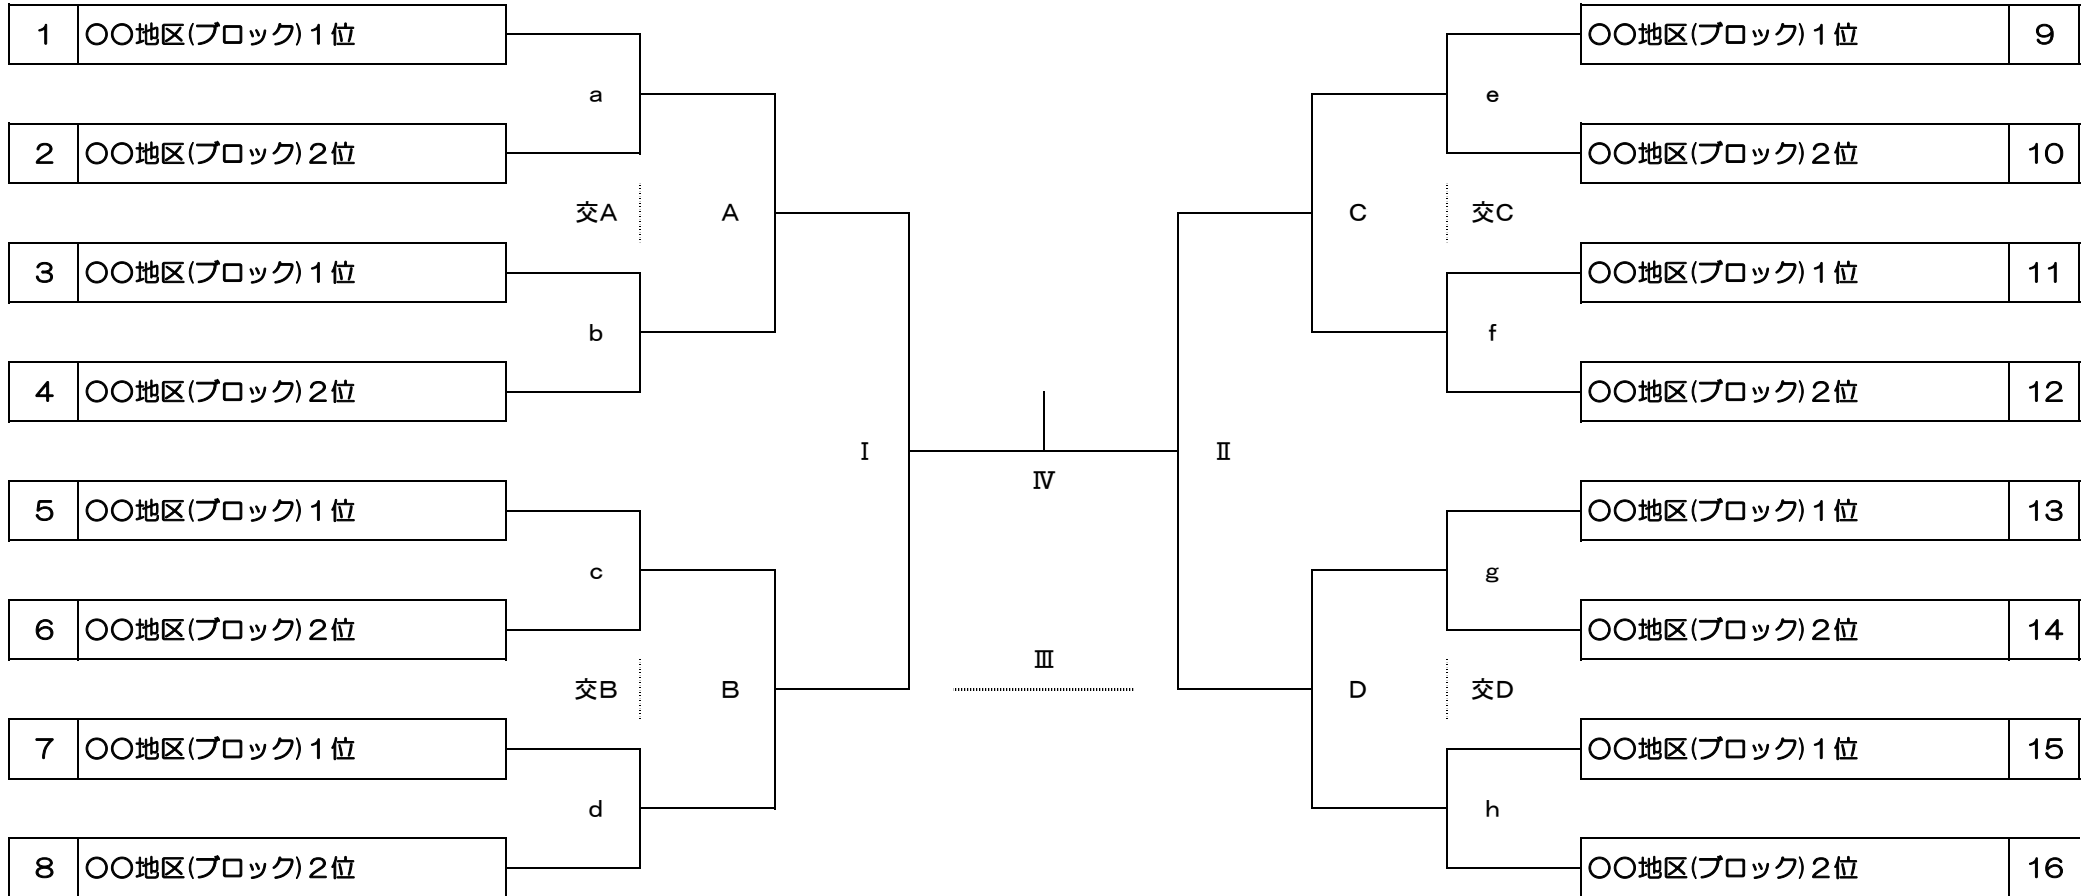 1 〇〇地区(ブロック)1位 〇〇地区(ブロック)1位 9
a e
2 〇〇地区(ブロック)2位 〇〇地区(ブロック)2位 10
交A A C 交C
3 〇〇地区(ブロック)1位 〇〇地区(ブロック)1位 11
b f
4 〇〇地区(ブロック)2位 〇〇地区(ブロック)2位 12
Ⅰ Ⅱ
Ⅳ
5 〇〇地区(ブロック)1位 〇〇地区(ブロック)1位 13
c g
6 〇〇地区(ブロック)2位 〇〇地区(ブロック)2位 14
Ⅲ
交B B D 交D
7 〇〇地区(ブロック)1位 〇〇地区(ブロック)1位 15
d h
8 〇〇地区(ブロック)2位 〇〇地区(ブロック)2位 16